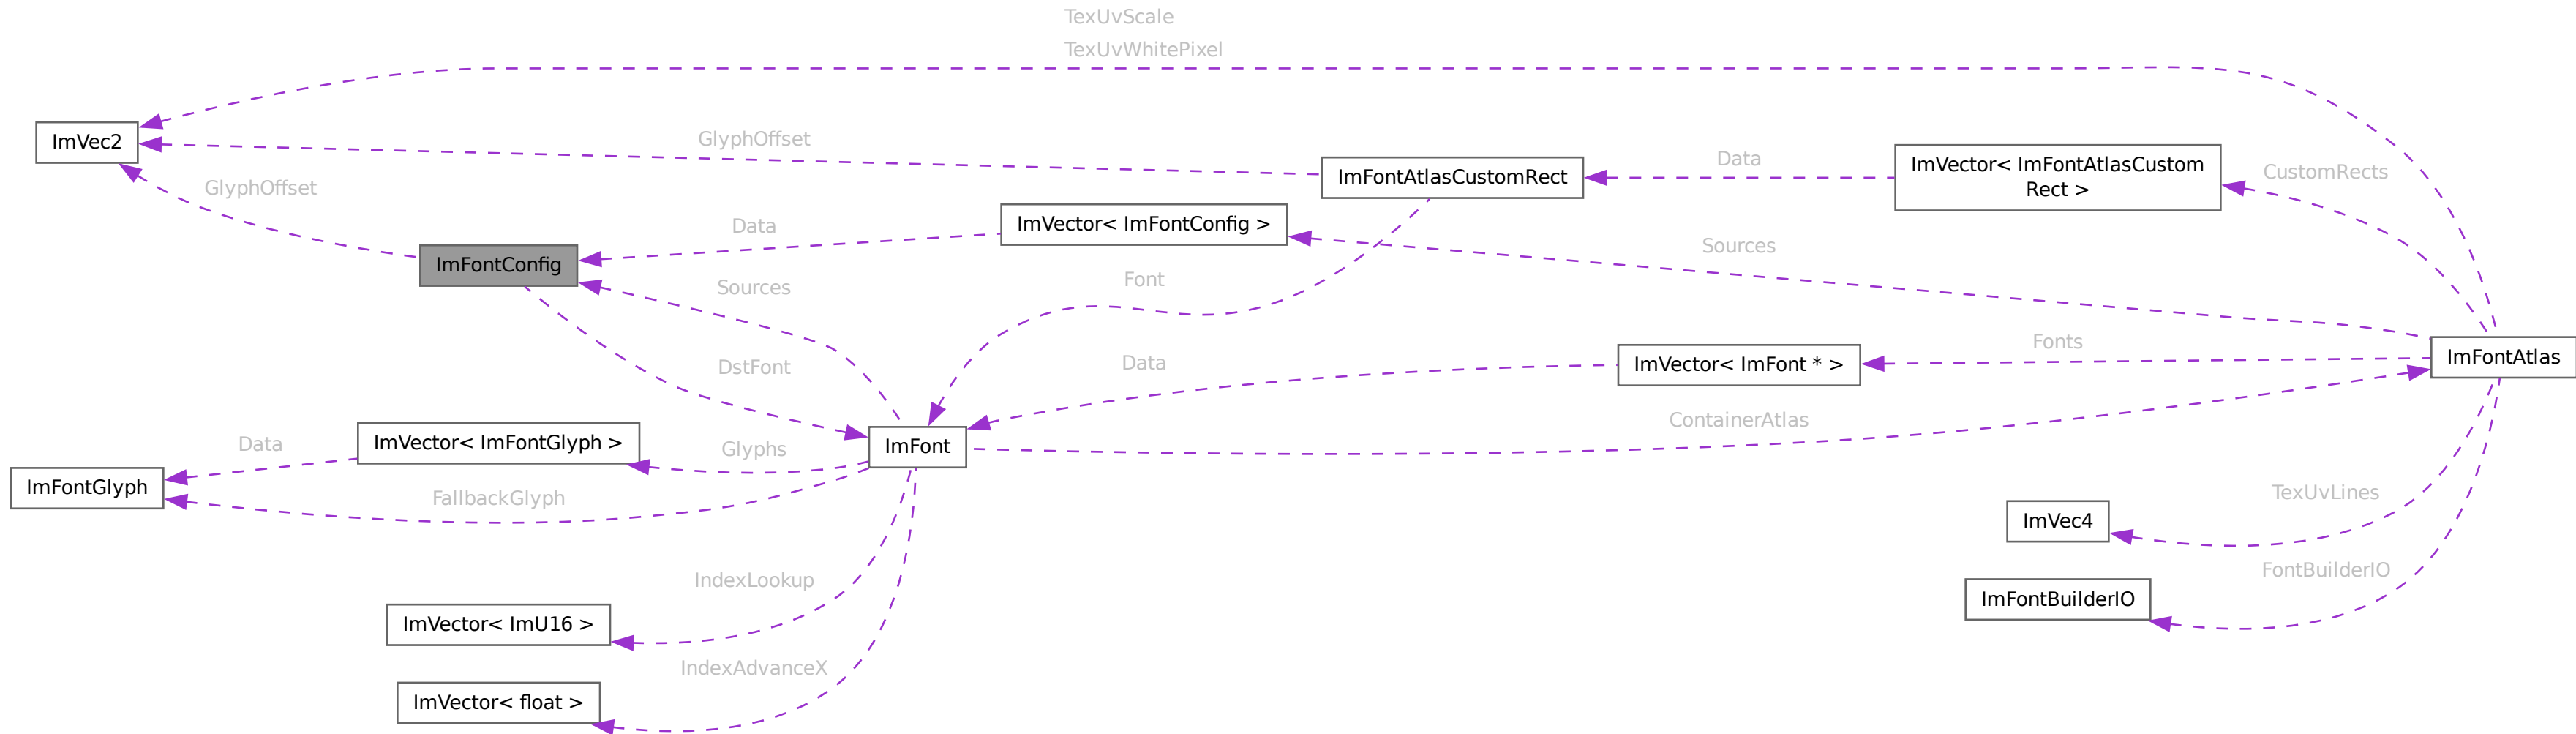 TexUvScale
TexUvWhitePixel
ImVec2
GlyphOffset
ImFontAtlasCustomRect
Data
ImVector< ImFontAtlasCustom
Rect >
CustomRects
GlyphOffset
Data
ImVector< ImFontConfig >
Sources
ImFontConfig
Sources
Font
DstFont
Data
ImVector< ImFont * >
Fonts
ImFontAtlas
ContainerAtlas
ImFont
Glyphs
ImVector< ImFontGlyph >
Data
ImFontGlyph
FallbackGlyph
TexUvLines
ImVec4
FontBuilderIO
ImFontBuilderIO
IndexLookup
ImVector< ImU16 >
IndexAdvanceX
ImVector< float >